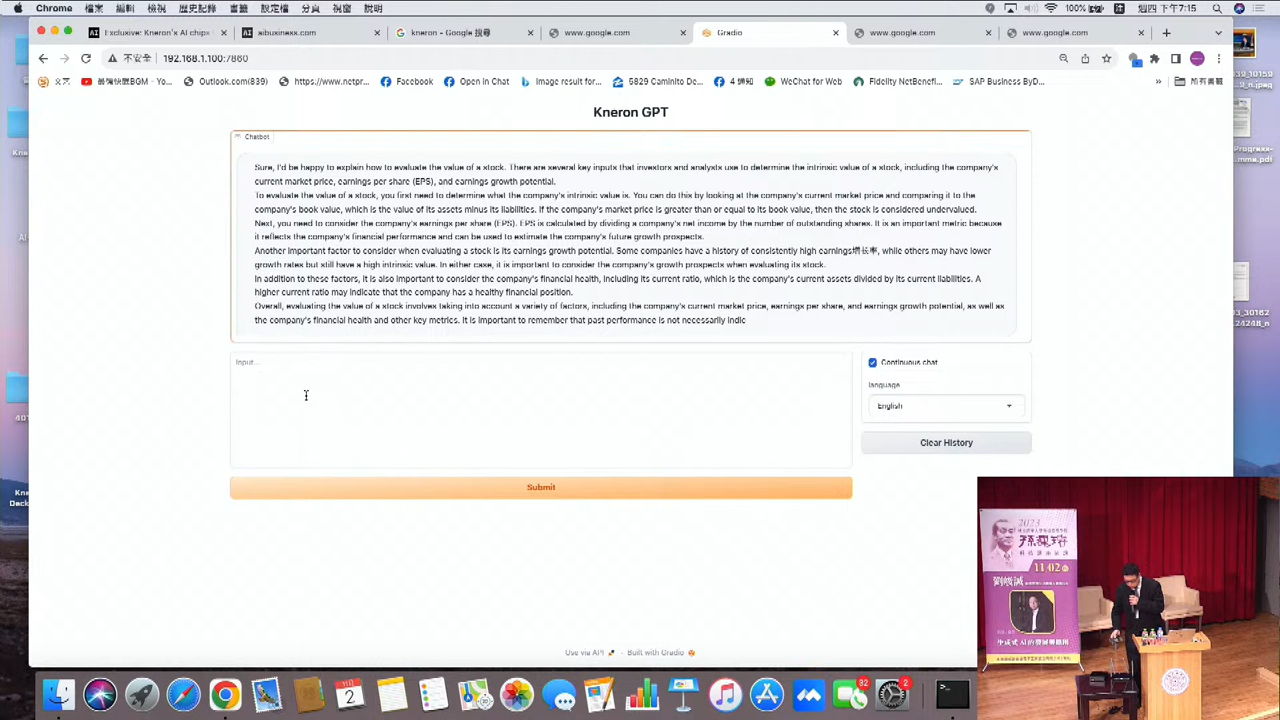 Chrome 檔案 編輯 檢視 歷史記錄 書籤 設定檔 分頁 視窗 說明
100%
週四 下午7:15
Exclusive: Kneron's AI chips
aibusiness.com
kneron - Google 搜尋
www.google.com
Gradio
www.google.com
www.google.com
不安全
192.168.1.100:7860
Outlook.com(839)
https://www.netpr...
Facebook
Open in Chat
Image result for...
5829 Caminito De...
4 通知
WeChat for Web
Fidelity NetBenefi...
SAP Business ByD...
所有書籤
Kneron GPT
Chatbot
Sure, I'd be happy to explain how to evaluate the value of a stock. There are several key inputs that investors and analysts use to determine the intrinsic value of a stock, including the company's
current market price, earnings per share (EPS), and earnings growth potential.
To evaluate the value of a stock, you first need to determine what the company's intrinsic value is. You can do this by looking at the company's current market price and comparing it to the
company's book value, which is the value of its assets minus its liabilities. If the company's market price is greater than or equal to its book value, then the stock is considered undervalued.
Next, you need to consider the company's earnings per share (EPS). EPS is calculated by dividing a company's net income by the number of outstanding shares. It is an important metric because
it reflects the company's financial performance and can be used to estimate the company's future growth prospects.
Another important factor to consider when evaluating a stock is its earnings growth potential. Some companies have a history of consistently high earnings增长率, while others may have lower
growth rates but still have a high intrinsic value. In either case, it is important to consider the company's growth prospects when evaluating its stock.
In addition to these factors, it is also important to consider the company's financial health, including its current ratio, which is the company's current assets divided by its current liabilities. A
higher current ratio may indicate that the company has a healthy financial position.
Overall, evaluating the value of a stock involves taking into account a variety of factors, including the company's current market price, earnings per share, and earnings growth potential, as well as
the company's financial health and other key metrics. It is important to remember that past performance is not necessarily indic
Input...
Continuous chat
language
English
Clear History
Submit
Use via API
Built with Gradio
2023
孫運璿
11/02
劉峻誠
32
2
2